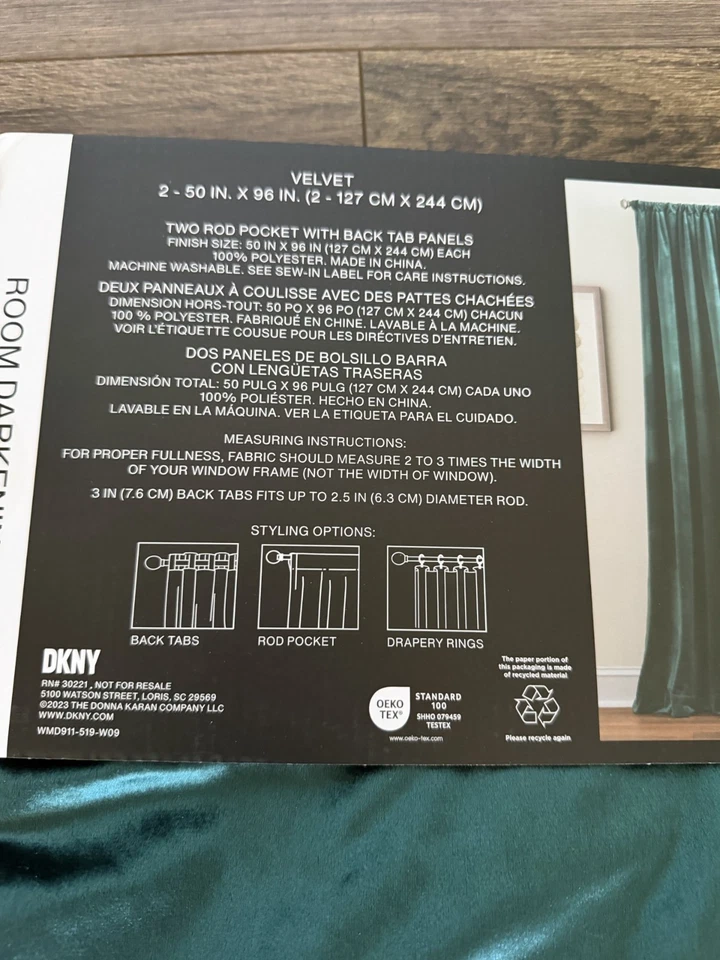 VELVET
2 - 50 IN. X 96 IN. (2 - 127 CM X 244 CM)
TWO ROD POCKET WITH BACK TAB PANELS
FINISH SIZE: 50 IN X 96 IN (127 CM X 244 CM) EACH
100% POLYESTER. MADE IN CHINA.
MACHINE WASHABLE. SEE SEW-IN LABEL FOR CARE INSTRUCTIONS.
DEUX PANNEAUX À COULISSE AVEC DES PATTES CHACHÉES
DIMENSION HORS-TOUT: 50 PO X 96 PO (127 CM X 244 CM) CHACUN
100 % POLYESTER. FABRIQUÉ EN CHINE. LAVABLE À LA MACHINE.
VOIR L'ÉTIQUETTE COUSUE POUR LES DIRÉCTIVES D'ENTRETIEN.
DOS PANELES DE BOLSILLO BARRA
CON LENGÜETAS TRASERAS
DIMENSIÓN TOTAL: 50 PULG X 96 PULG (127 CM X 244 CM) CADA UNO
100% POLIÉSTER. HECHO EN CHINA.
LAVABLE EN LA MÁQUINA. VER LA ETIQUETA PARA EL CUIDADO.
MEASURING INSTRUCTIONS:
FOR PROPER FULLNESS, FABRIC SHOULD MEASURE 2 TO 3 TIMES THE WIDTH
OF YOUR WINDOW FRAME (NOT THE WIDTH OF WINDOW).
3 IN (7.6 CM) BACK TABS FITS UP TO 2.5 IN (6.3 CM) DIAMETER ROD.
STYLING OPTIONS:
BACK TABS
ROD POCKET
DRAPERY RINGS
DKNY
RN# 30221 , NOT FOR RESALE
5100 WATSON STREET, LORIS, SC 29569
©2023 THE DONNA KARAN COMPANY LLC
WWW.DKNY.COM
WMD911-519-W09
OEKO
TEX®
STANDARD
100
SHHO 079459
TESTEX
www.oeko-tex.com
The paper portion of
this packaging is made
of recycled material
Please recycle again
ROOM DARKENIN